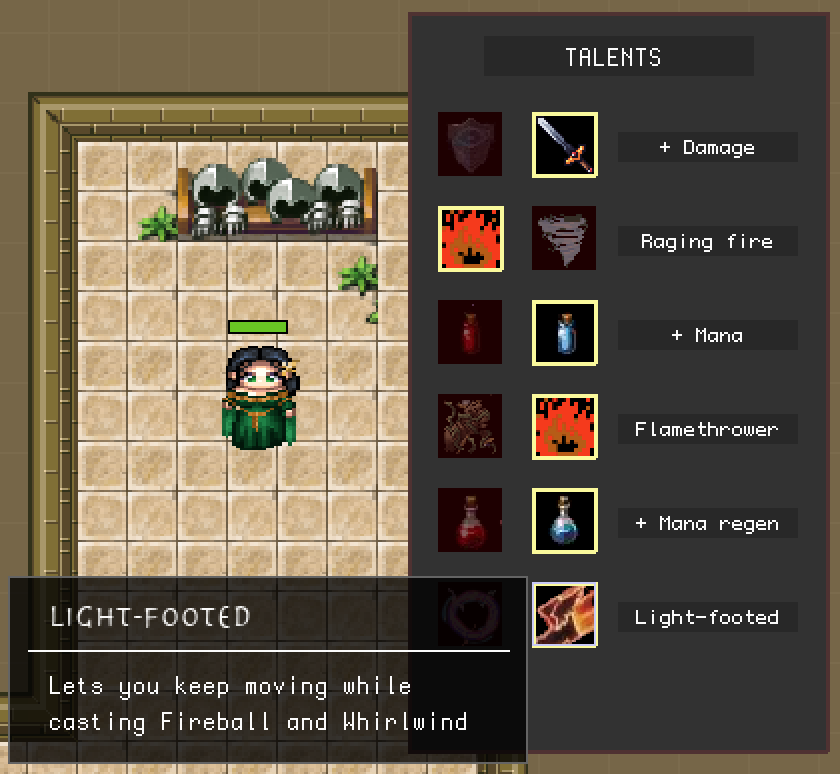 TALENTS
+ Damage
Raging fire
+ Mana
Flamethrower
+ Mana regen
Light-footed
LIGHT-FOOTED
Lets you keep moving while
casting Fireball and Whirlwind